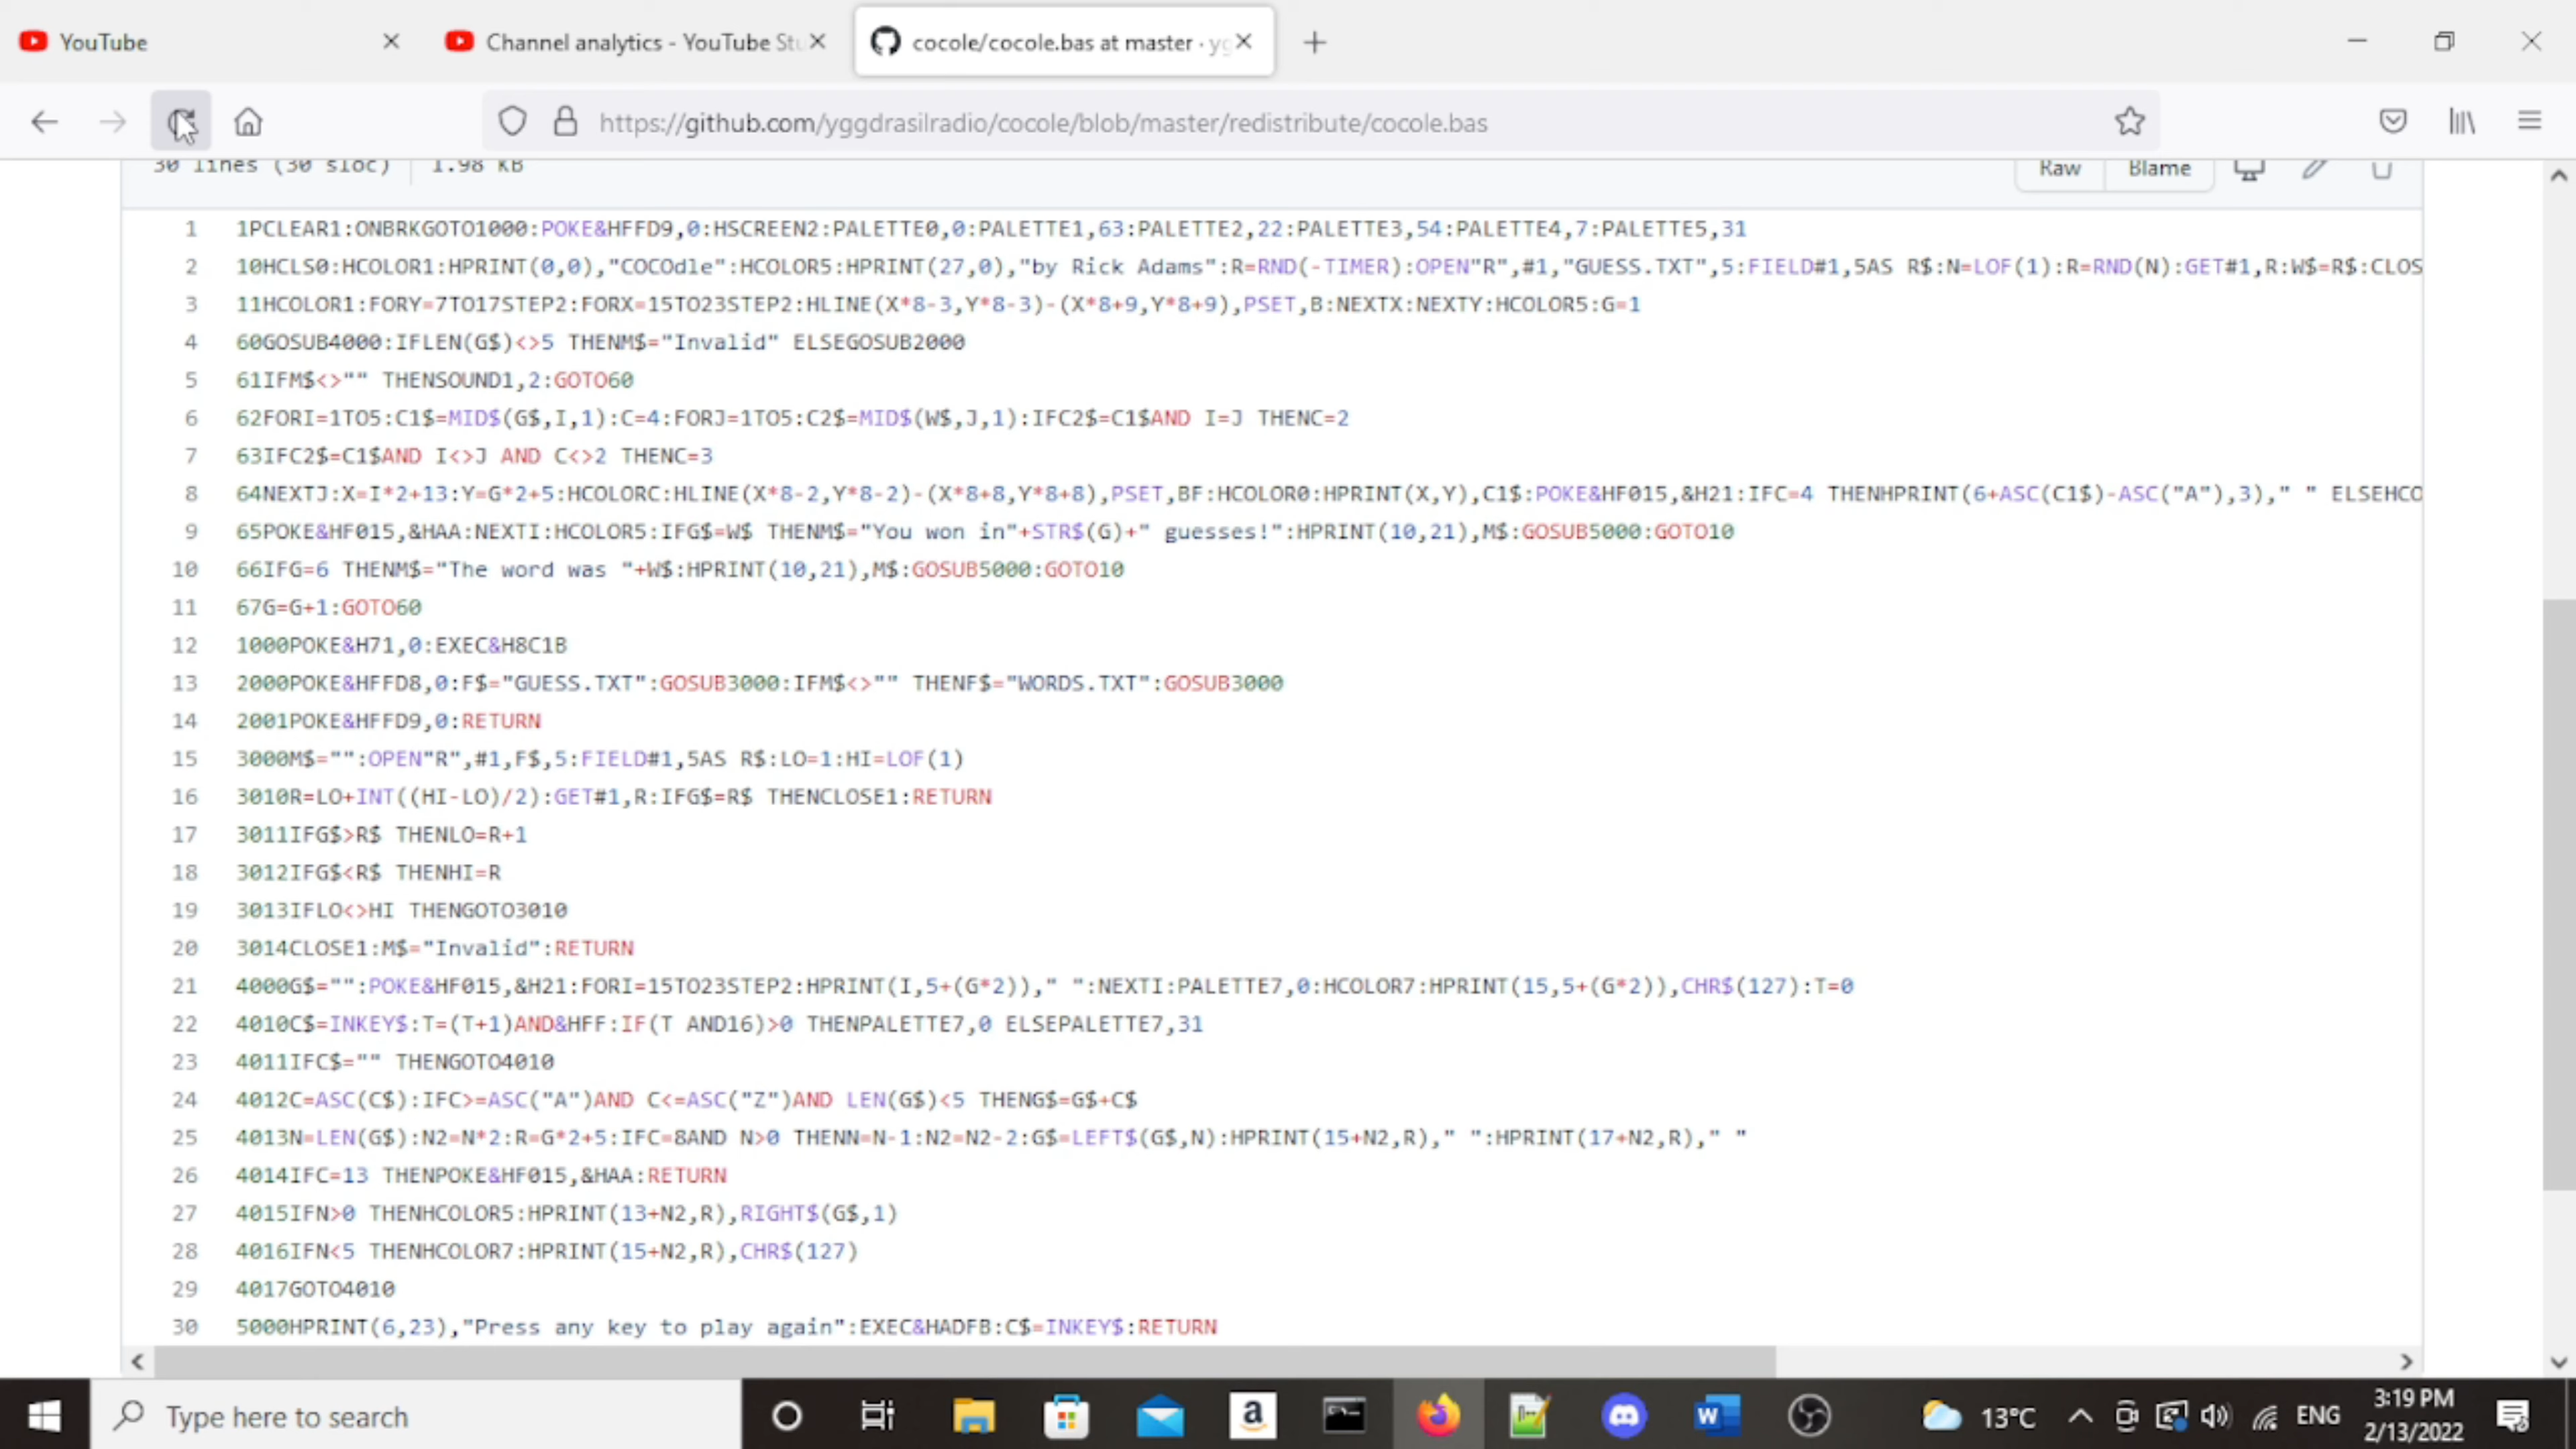 YouTube
Channel analytics - YouTube Stu
cocole/cocole.bas at master · yg
https://github.com/yggdrasilradio/cocole/blob/master/redistribute/cocole.bas
30 lines (30 sloc) 1.98 KB
Raw Blame
1 1PCLEAR1:ONBRKGOTO1000:POKE&HFFD9,0:HSCREEN2:PALETTE0,0:PALETTE1,63:PALETTE2,22:PALETTE3,54:PALETTE4,7:PALETTE5,31
2 10HCLS0:HCOLOR1:HPRINT(0,0),"COCOdle":HCOLOR5:HPRINT(27,0),"by Rick Adams":R=RND(-TIMER):OPEN"R",#1,"GUESS.TXT",5:FIELD#1,5AS R$:N=LOF(1):R=RND(N):GET#1,R:W$=R$:CLOS
3 11HCOLOR1:FORY=7TO17STEP2:FORX=15TO23STEP2:HLINE(X*8-3,Y*8-3)-(X*8+9,Y*8+9),PSET,B:NEXTX:NEXTY:HCOLOR5:G=1
4 60GOSUB4000:IFLEN(G$)<>5 THENM$="Invalid" ELSEGOSUB2000
5 61IFM$<>"" THENSOUND1,2:GOTO60
6 62FORI=1TO5:C1$=MID$(G$,I,1):C=4:FORJ=1TO5:C2$=MID$(W$,J,1):IFC2$=C1$AND I=J THENC=2
7 63IFC2$=C1$AND I<>J AND C<>2 THENC=3
8 64NEXTJ:X=I*2+13:Y=G*2+5:HCOLORC:HLINE(X*8-2,Y*8-2)-(X*8+8,Y*8+8),PSET,BF:HCOLOR0:HPRINT(X,Y),C1$:POKE&HF015,&H21:IFC=4 THENHPRINT(6+ASC(C1$)-ASC("A"),3)," " ELSEHCO
9 65POKE&HF015,&HAA:NEXTI:HCOLOR5:IFG$=W$ THENM$="You won in"+STR$(G)+" guesses!":HPRINT(10,21),M$:GOSUB5000:GOTO10
10 66IFG=6 THENM$="The word was "+W$:HPRINT(10,21),M$:GOSUB5000:GOTO10
11 67G=G+1:GOTO60
12 1000POKE&H71,0:EXEC&H8C1B
13 2000POKE&HFFD8,0:F$="GUESS.TXT":GOSUB3000:IFM$<>"" THENF$="WORDS.TXT":GOSUB3000
14 2001POKE&HFFD9,0:RETURN
15 3000M$="":OPEN"R",#1,F$,5:FIELD#1,5AS R$:LO=1:HI=LOF(1)
16 3010R=LO+INT((HI-LO)/2):GET#1,R:IFG$=R$ THENCLOSE1:RETURN
17 3011IFG$>R$ THENLO=R+1
18 3012IFG$<R$ THENHI=R
19 3013IFLO<>HI THENGOTO3010
20 3014CLOSE1:M$="Invalid":RETURN
21 4000G$="":POKE&HF015,&H21:FORI=15TO23STEP2:HPRINT(I,5+(G*2))," ":NEXTI:PALETTE7,0:HCOLOR7:HPRINT(15,5+(G*2)),CHR$(127):T=0
22 4010C$=INKEY$:T=(T+1)AND&HFF:IF(T AND16)>0 THENPALETTE7,0 ELSEPALETTE7,31
23 4011IFC$="" THENGOTO4010
24 4012C=ASC(C$):IFC>=ASC("A")AND C<=ASC("Z")AND LEN(G$)<5 THENG$=G$+C$
25 4013N=LEN(G$):N2=N*2:R=G*2+5:IFC=8AND N>0 THENN=N-1:N2=N2-2:G$=LEFT$(G$,N):HPRINT(15+N2,R)," ":HPRINT(17+N2,R)," "
26 4014IFC=13 THENPOKE&HF015,&HAA:RETURN
27 4015IFN>0 THENHCOLOR5:HPRINT(13+N2,R),RIGHT$(G$,1)
28 4016IFN<5 THENHCOLOR7:HPRINT(15+N2,R),CHR$(127)
29 4017GOTO4010
30 5000HPRINT(6,23),"Press any key to play again":EXEC&HADFB:C$=INKEY$:RETURN
Type here to search
13°C
ENG
3:19 PM
2/13/2022